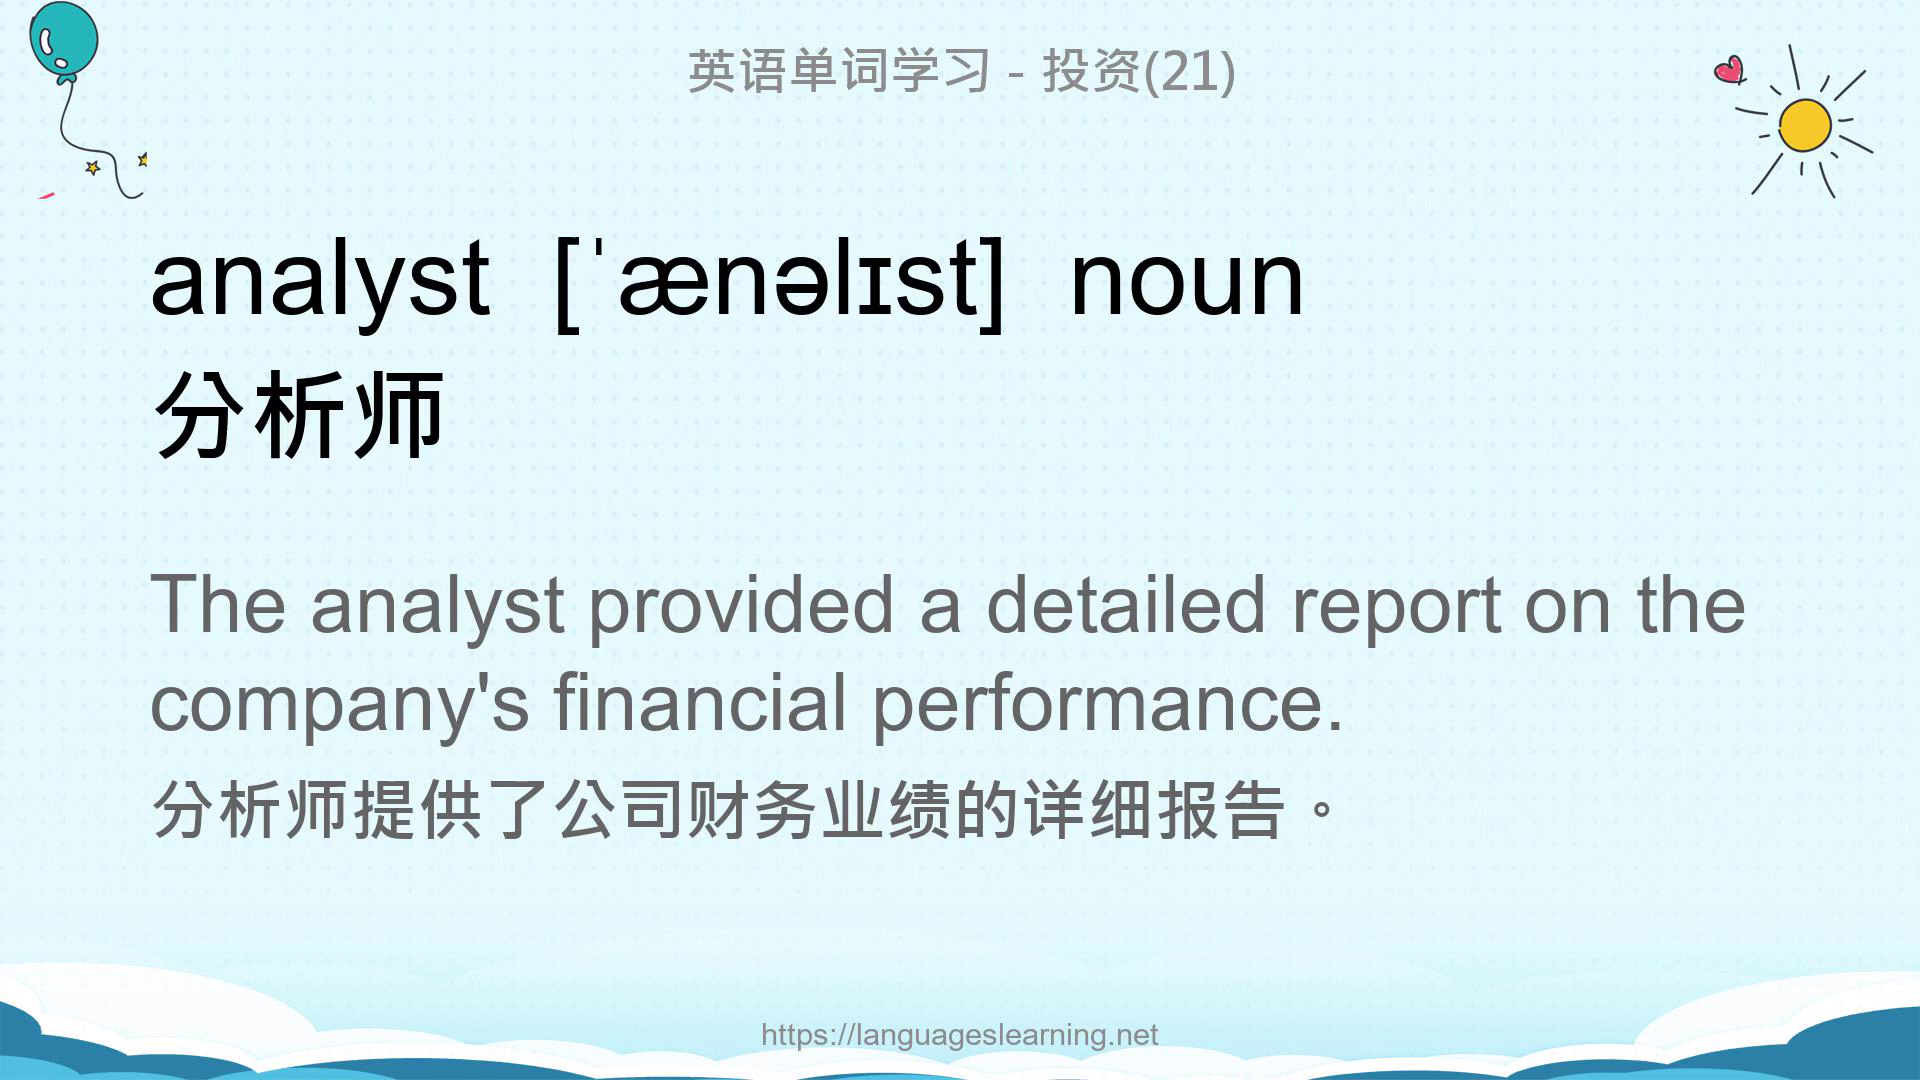 英语单词学习 - 投资(21)
analyst [ˈænəlɪst] noun
分析师
The analyst provided a detailed report on the
company's financial performance.
分析师提供了公司财务业绩的详细报告。
https://languageslearning.net